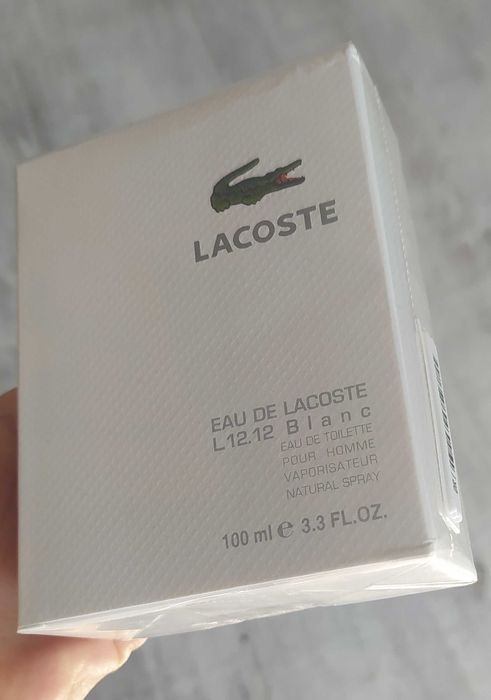 LACOSTE
EAU DE LACOSTE
L.12.12 Blanc
EAU DE TOILETTE
POUR HOMME
VAPORISATEUR
NATURAL SPRAY
100 ml e 3.3 FL.OZ.